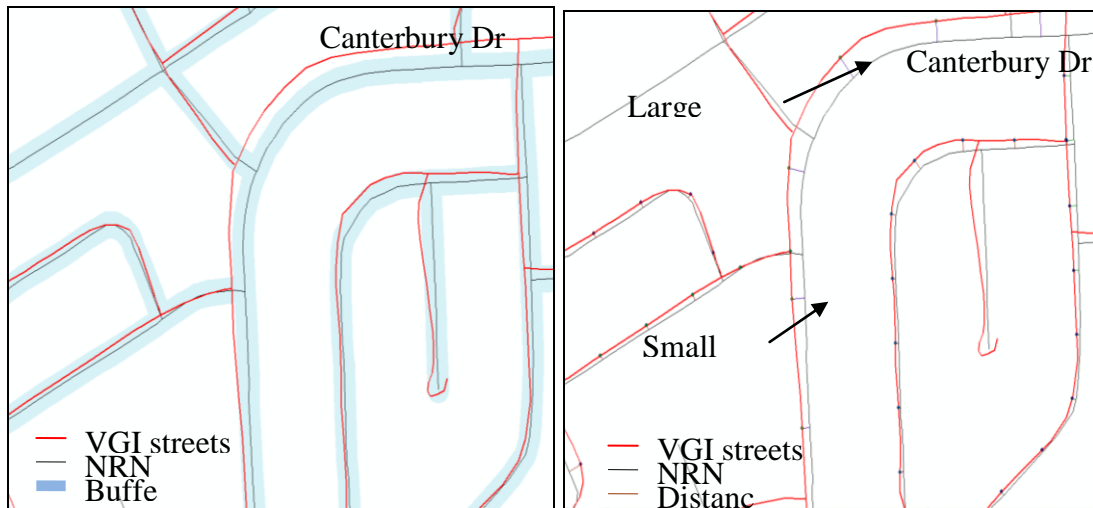 Canterbury Dr
VGI streets
NRN
Buffe
Canterbury Dr
Large
Small
VGI streets
NRN
Distanc